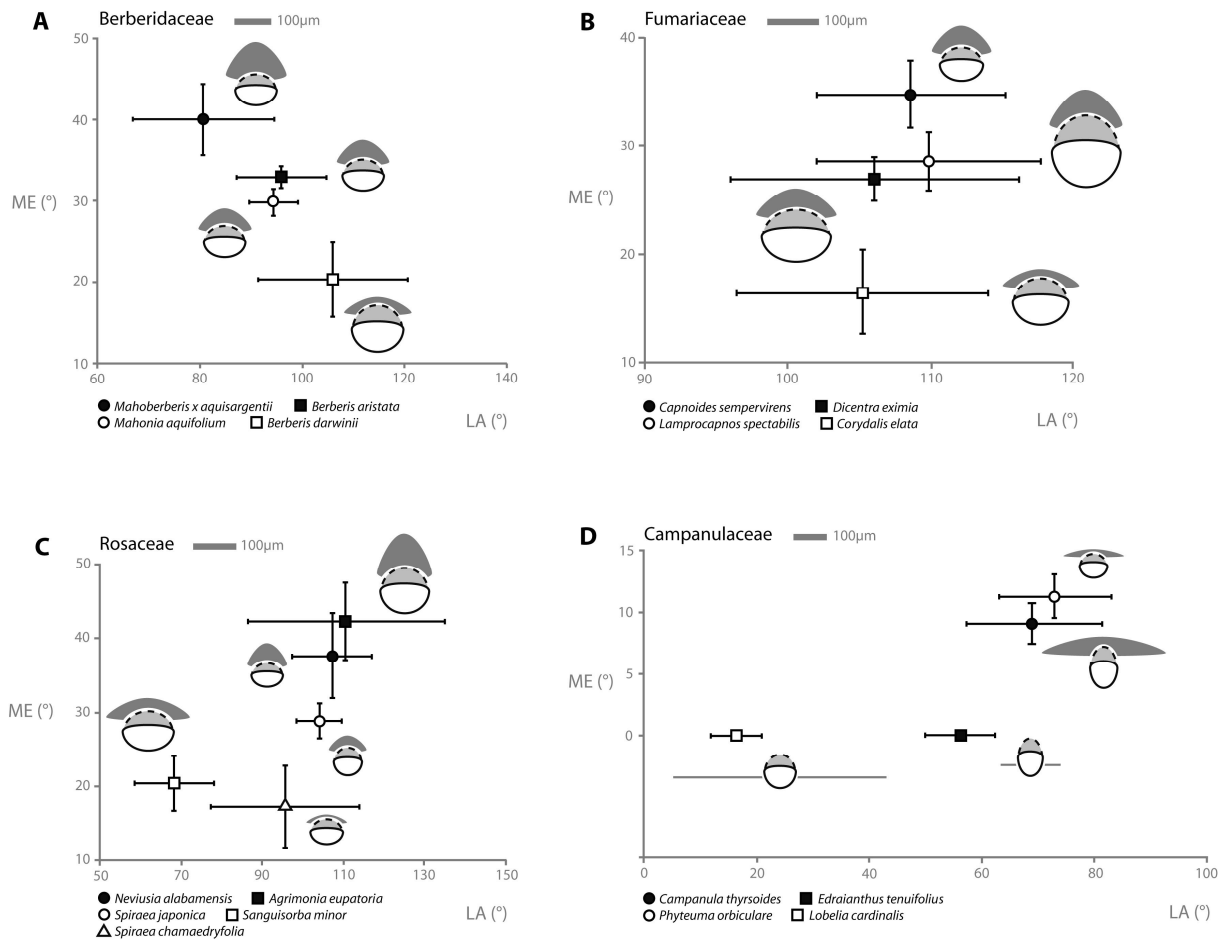 A Berberidaceae 100μm
50
40
ME (°) 30
20
10
60 80 100 120 140
Mahoberberis x aquisargentii Berberis aristata
Mahonia aquifolium Berberis darwinii
LA (°)
B Fumariaceae 100μm
40
30
ME (°)
20
10
90 100 110 120
Capnoides sempervirens Dicentra eximia
Lamprocapnos spectabilis Corydalis elata
LA (°)
C Rosaceae 100μm
50
40
ME (°) 30
20
10
50 70 90 110 130 150
Neviusia alabamensis Agrimonia eupatoria
Spiraea japonica Sanguisorba minor
Spiraea chamaedryfolia
LA (°)
D Campanulaceae 100μm
15
10
ME (°) 5
0
0 20 40 60 80 100
Campanula thyrsoides Edraianthus tenuifolius
Phyteuma orbiculare Lobelia cardinalis
LA (°)